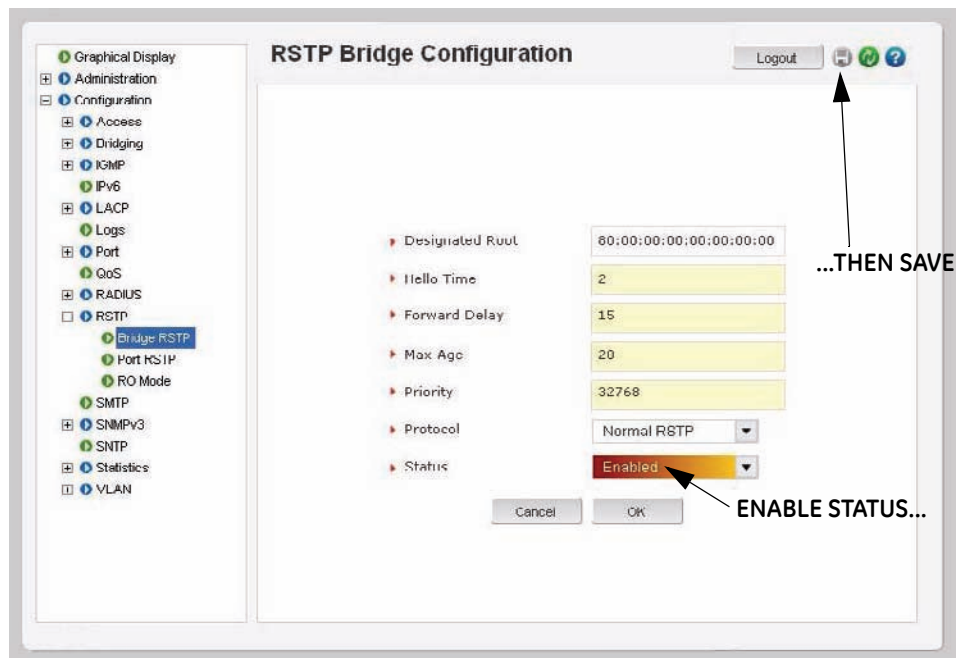 RSTP Bridge Configuration
Logout
Graphical Display
Administration
Configuration
Access
Bridging
IGMP
IPv6
LACP
Logs
Port
QoS
RADIUS
RSTP
Bridge RSTP
Port RSTP
RO Mode
SMTP
SNMPv3
SNTP
Statistics
VLAN
Designated Root 80:00:00:00:00:00:00:00
Hello Time 2
Forward Delay 15
Max Age 20
Priority 32768
Protocol Normal RSTP
Status Enabled
Cancel OK
...THEN SAVE
ENABLE STATUS...